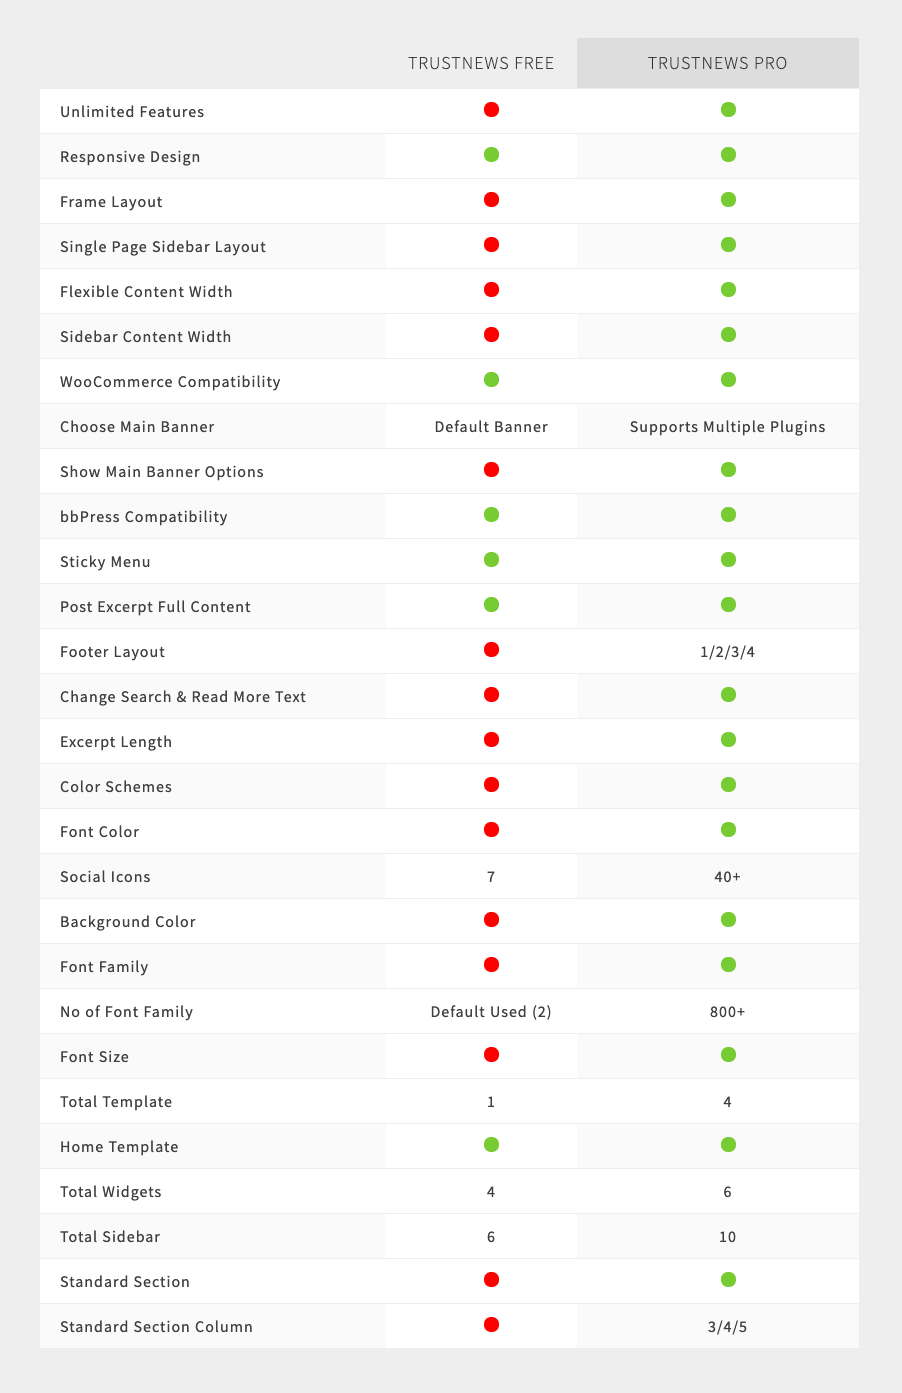 TRUSTNEWS FREE TRUSTNEWS PRO
Unlimited Features
Responsive Design
Frame Layout
Single Page Sidebar Layout
Flexible Content Width
Sidebar Content Width
WooCommerce Compatibility
Choose Main Banner Default Banner Supports Multiple Plugins
Show Main Banner Options
bbPress Compatibility
Sticky Menu
Post Excerpt Full Content
Footer Layout 1/2/3/4
Change Search & Read More Text
Excerpt Length
Color Schemes
Font Color
Social Icons 7 40+
Background Color
Font Family
No of Font Family Default Used (2) 800+
Font Size
Total Template 1 4
Home Template
Total Widgets 4 6
Total Sidebar 6 10
Standard Section
Standard Section Column 3/4/5